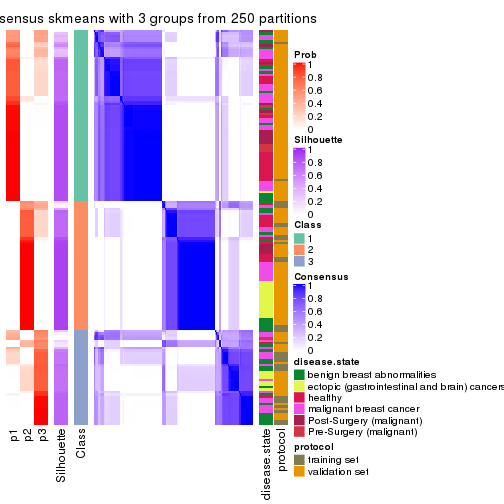 sensus skmeans with 3 groups from 250 partitions
Prob
1
0.8
0.6
0.4
0.2
0
Silhouette
1
0.8
0.6
0.4
0.2
0
Class
1
2
3
Consensus
1
0.8
0.6
0.4
0.2
0
disease.state
benign breast abnormalities
ectopic (gastrointestinal and brain) cancers
healthy
malignant breast cancer
Post-Surgery (malignant)
Pre-Surgery (malignant)
protocol
training set
validation set
p1
p2
p3
Silhouette
Class
disease.state
protocol